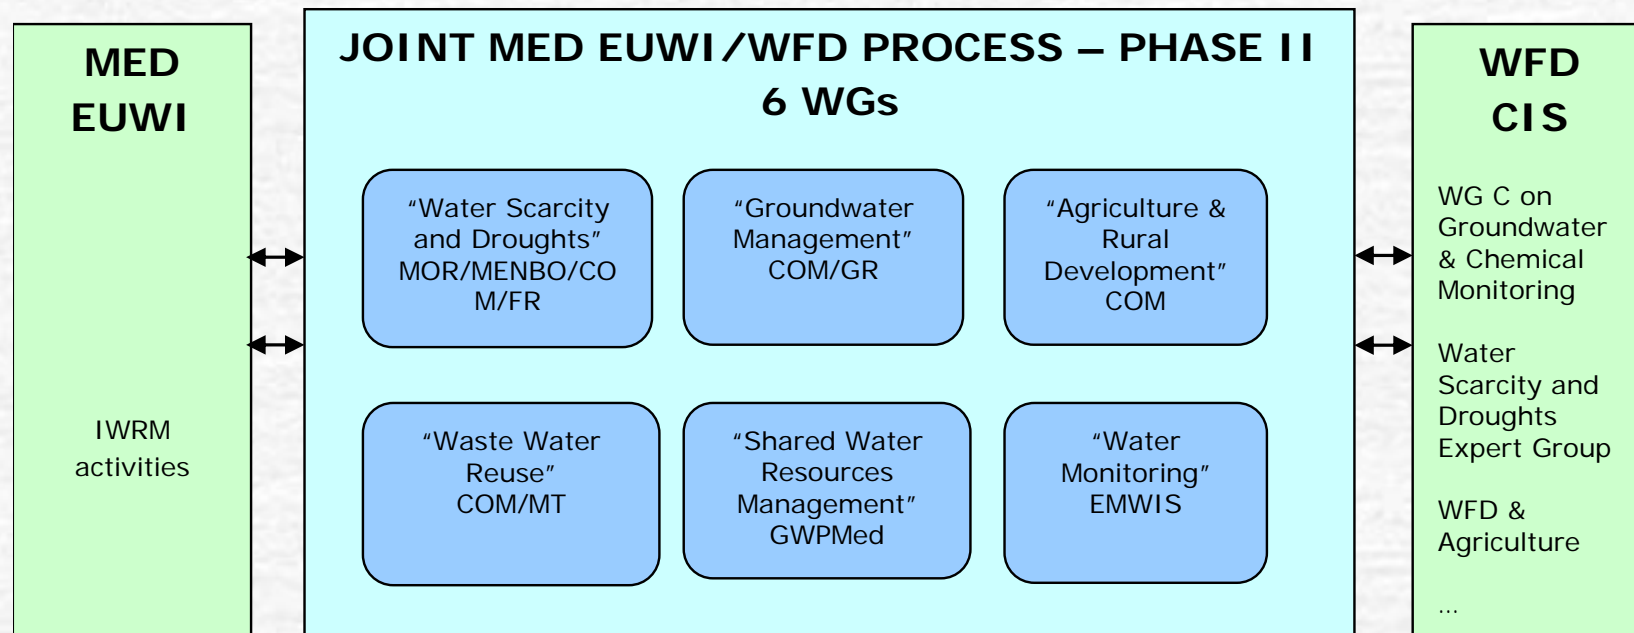 MED
EUWI
IWRM
activities
JOINT MED EUWI/WFD PROCESS – PHASE II
6 WGs
“Water Scarcity
and Droughts”
MOR/MENBO/CO
M/FR
“Groundwater
Management”
COM/GR
“Agriculture &
Rural
Development”
COM
“Waste Water
Reuse”
COM/MT
“Shared Water
Resources
Management”
GWPMed
“Water
Monitoring”
EMWIS
WFD
CIS
WG C on
Groundwater
& Chemical
Monitoring
Water
Scarcity and
Droughts
Expert Group
WFD &
Agriculture
…